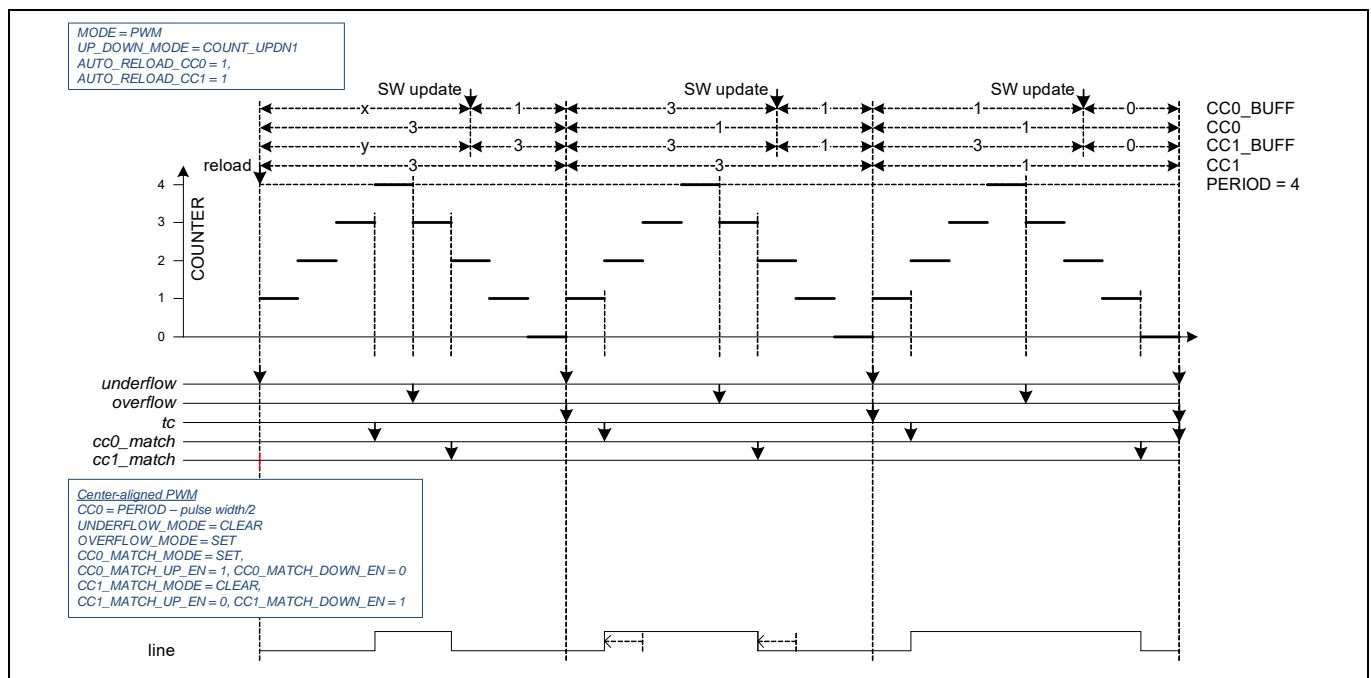 MODE = PWM
UP_DOWN_MODE = COUNT_UPDN1
AUTO_RELOAD_CC0 = 1,
AUTO_RELOAD_CC1 = 1
SW update SW update SW update
x 1 3 1 1 0 CC0_BUFF
3 1 1 CC0
y 3 3 1 3 0 CC1_BUFF
reload 3 3 1 CC1
4 PERIOD = 4
3
COUNTER
2
1
0
underflow
overflow
tc
cc0_match
cc1_match
Center-aligned PWM
CC0 = PERIOD – pulse width/2
UNDERFLOW_MODE = CLEAR
OVERFLOW_MODE = SET
CC0_MATCH_MODE = SET,
CC0_MATCH_UP_EN = 1, CC0_MATCH_DOWN_EN = 0
CC1_MATCH_MODE = CLEAR,
CC1_MATCH_UP_EN = 0, CC1_MATCH_DOWN_EN = 1
line